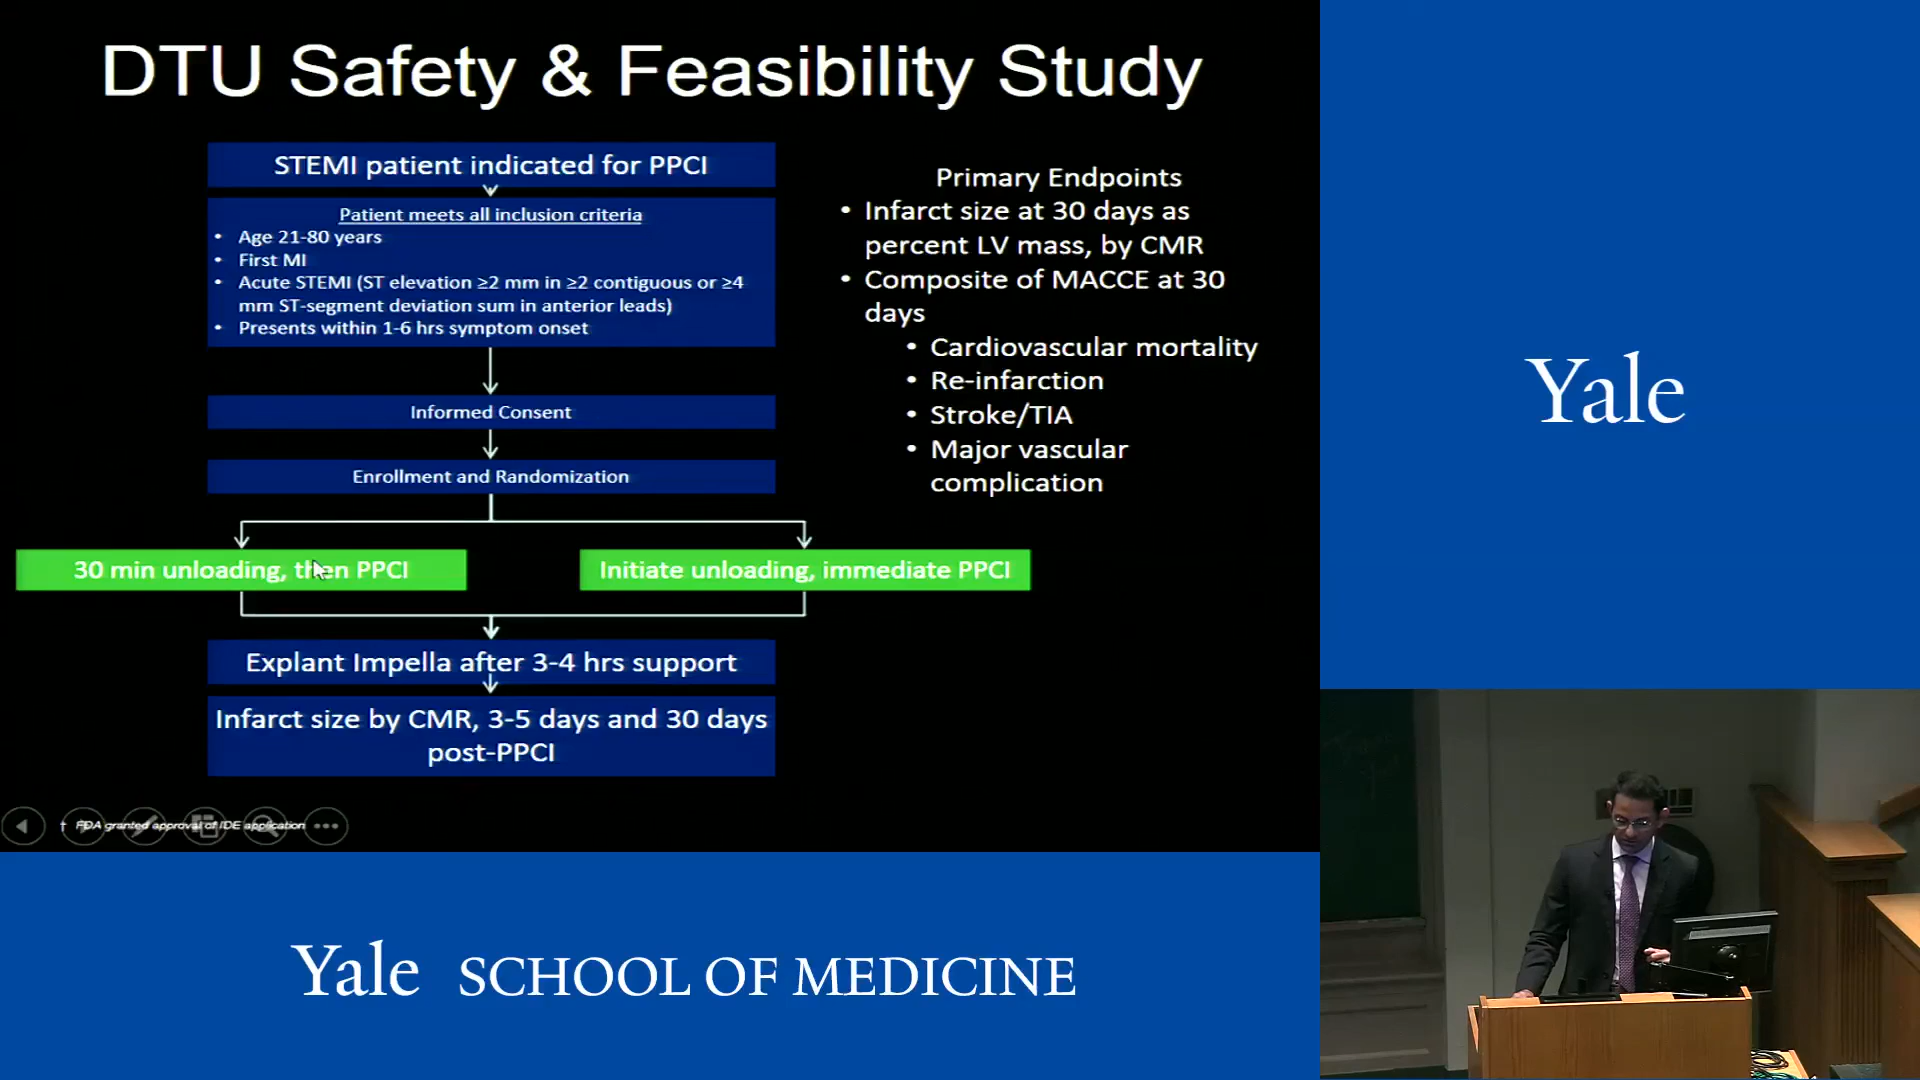 DTU Safety & Feasibility Study
STEMI patient indicated for PPCI
Patient meets all inclusion criteria
• Age 21-80 years
• First MI
• Acute STEMI (ST elevation ≥2 mm in ≥2 contiguous or ≥4
mm ST-segment deviation sum in anterior leads)
• Presents within 1-6 hrs symptom onset
Informed Consent
Enrollment and Randomization
30 min unloading, then PPCI
Initiate unloading, immediate PPCI
Explant Impella after 3-4 hrs support
Infarct size by CMR, 3-5 days and 30 days
post-PPCI
Primary Endpoints
• Infarct size at 30 days as
percent LV mass, by CMR
• Composite of MACCE at 30
days
• Cardiovascular mortality
• Re-infarction
• Stroke/TIA
• Major vascular
complication
† FDA granted approval of IDE application
Yale
Yale SCHOOL OF MEDICINE